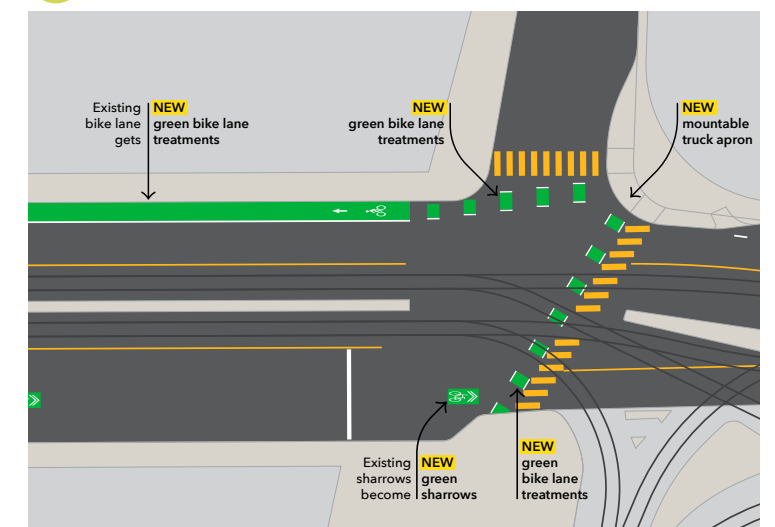 Existing NEW
bike lane green bike lane
gets treatments
NEW
green bike lane
treatments
NEW
mountable
truck apron
Existing NEW
sharrows green
become sharrows
NEW
green
bike lane
treatments